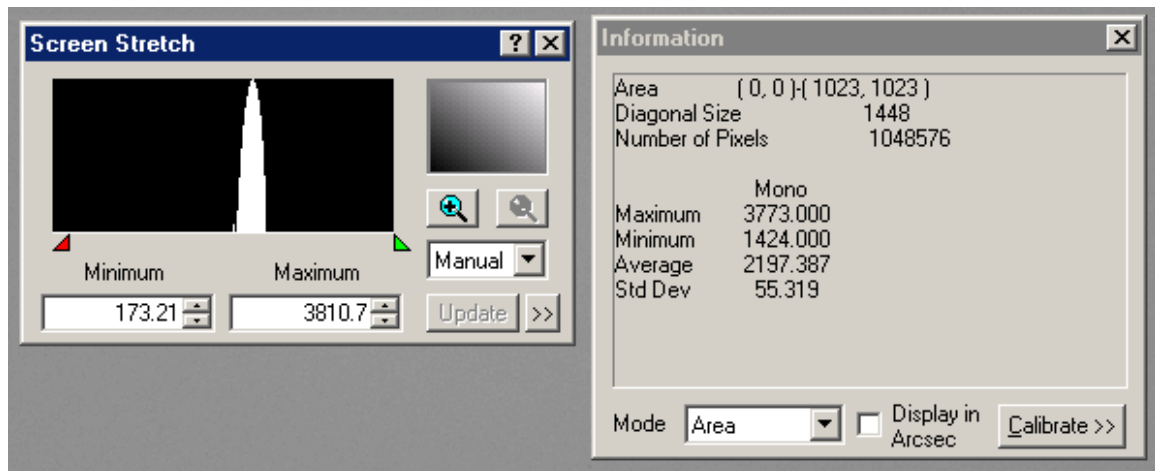 Screen Stretch
Minimum Maximum
173.21 3810.7
Manual
Update >>
Information
Area ( 0, 0 )-( 1023, 1023 )
Diagonal Size 1448
Number of Pixels 1048576
Mono
Maximum 3773.000
Minimum 1424.000
Average 2197.387
Std Dev 55.319
Mode Area Display in
Arcsec
Calibrate >>